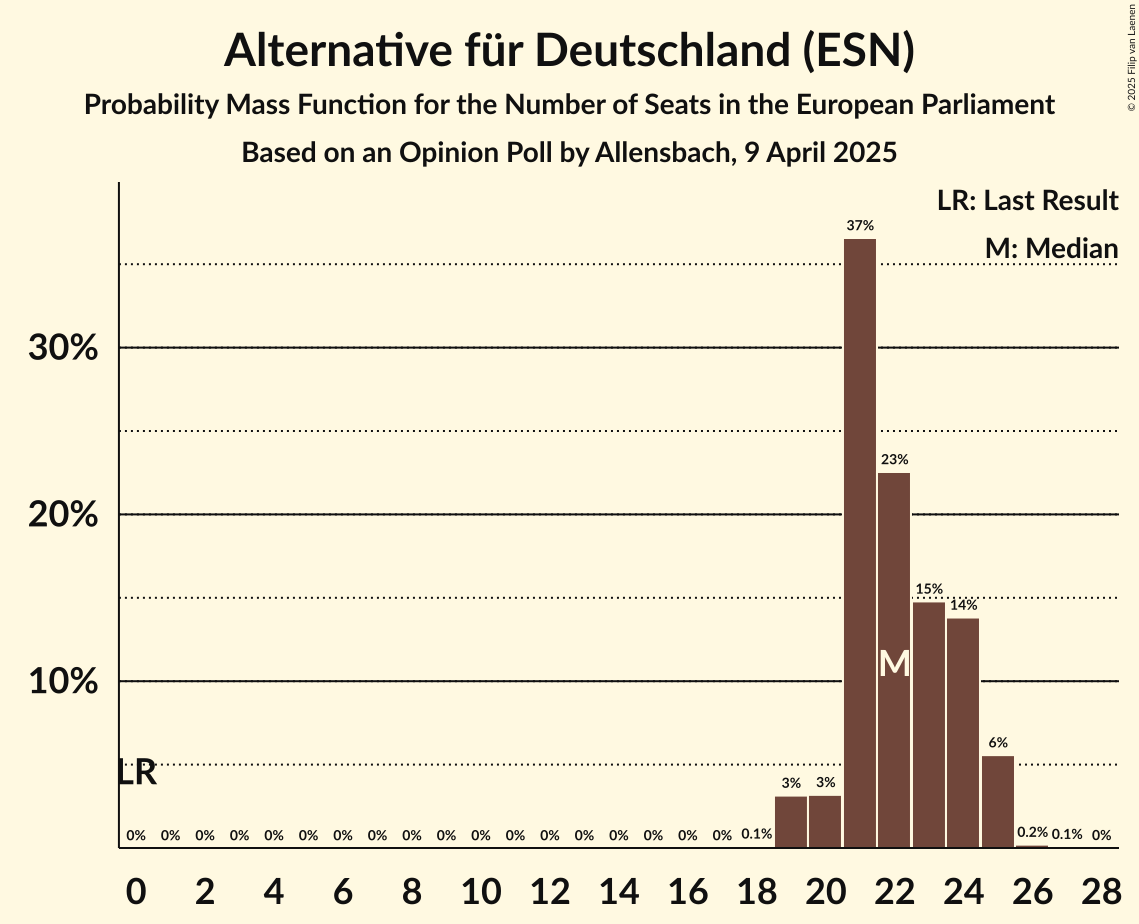 Alternative für Deutschland (ESN)
Probability Mass Function for the Number of Seats in the European Parliament
Based on an Opinion Poll by Allensbach, 9 April 2025
© 2025 Filip van Laenen
LR: Last Result
M: Median
37%
30%
23%
20%
15%
14%
M
10%
6%
LR
3% 3%
0% 0% 0% 0% 0% 0% 0% 0% 0% 0% 0% 0% 0% 0% 0% 0% 0% 0% 0.1% 0.2% 0.1% 0%
0 2 4 6 8 10 12 14 16 18 20 22 24 26 28